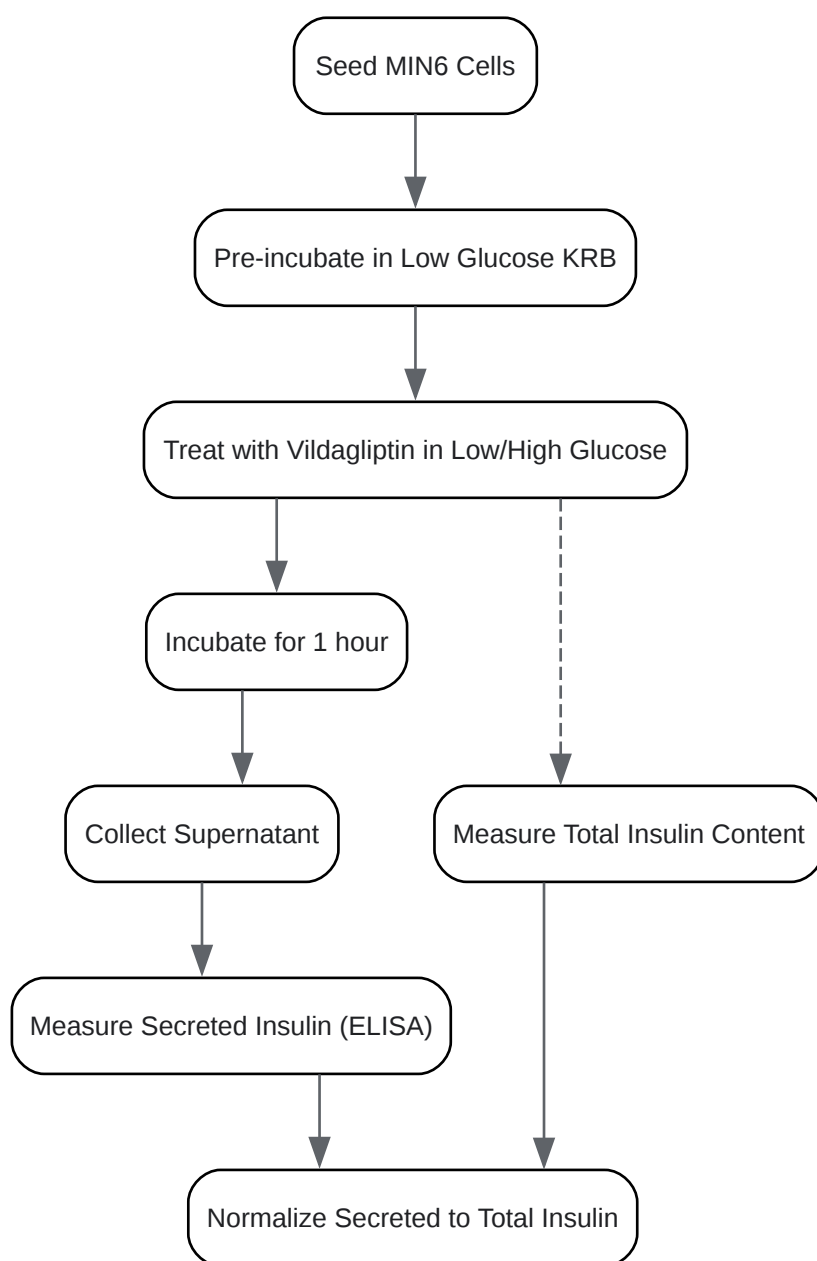 Seed MIN6 Cells
Pre-incubate in Low Glucose KRB
Treat with Vildagliptin in Low/High Glucose
Incubate for 1 hour
Collect Supernatant
Measure Total Insulin Content
Measure Secreted Insulin (ELISA)
Normalize Secreted to Total Insulin